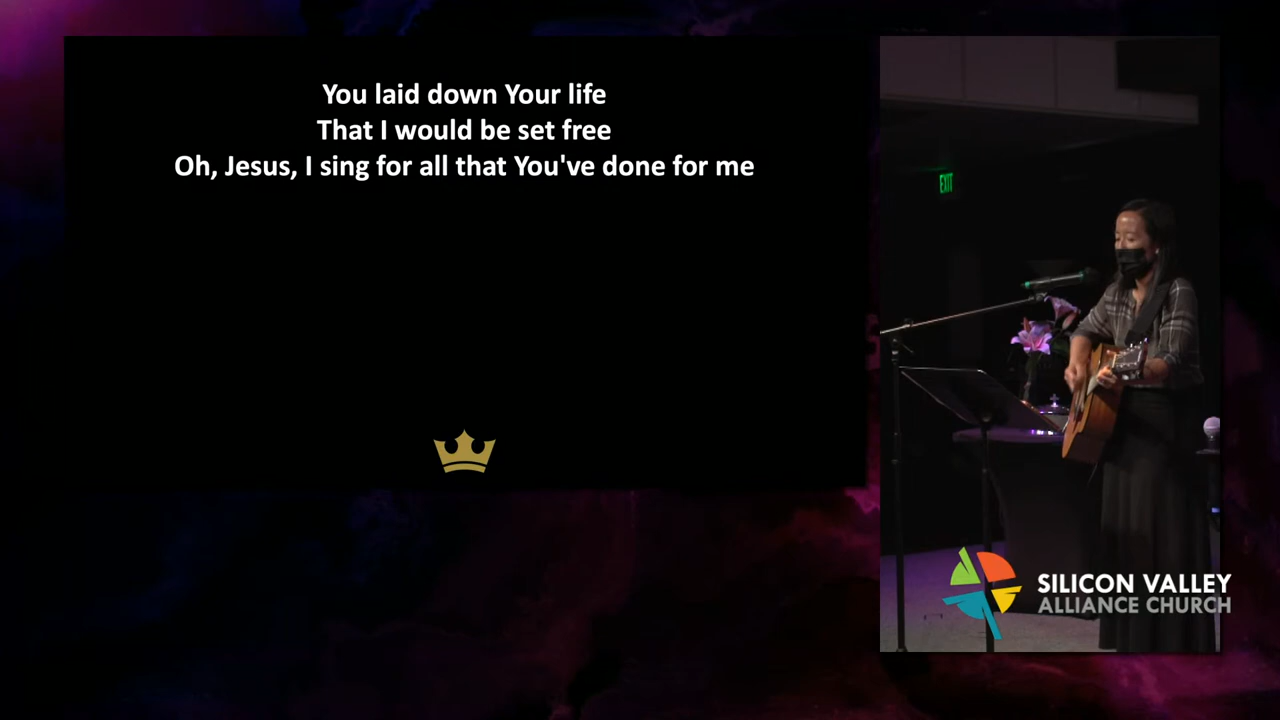 You laid down Your life
That I would be set free
Oh, Jesus, I sing for all that You've done for me
EXIT
SILICON VALLEY
ALLIANCE CHURCH